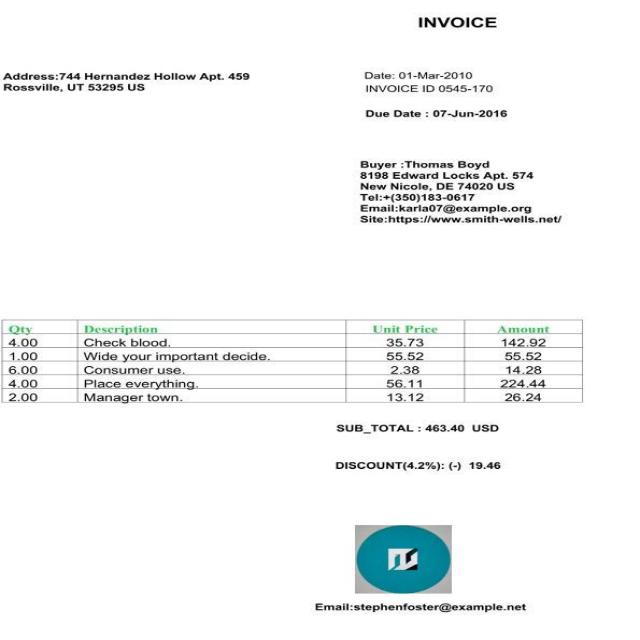 INVOICE
Address:744 Hernandez Hollow Apt. 459
Rossville, UT 53295 US
Date: 01-Mar-2010
INVOICE ID 0545-170
Due Date : 07-Jun-2016
Buyer :Thomas Boyd
8198 Edward Locks Apt. 574
New Nicole, DE 74020 US
Tel:+(350)183-0617
Email:karla07@example.org
Site:https://www.smith-wells.net/
Qty Description Unit Price Amount
4.00 Check blood. 35.73 142.92
1.00 Wide your important decide. 55.52 55.52
6.00 Consumer use. 2.38 14.28
4.00 Place everything. 56.11 224.44
2.00 Manager town. 13.12 26.24
SUB_TOTAL : 463.40 USD
DISCOUNT(4.2%): (-) 19.46
Email:stephenfoster@example.net